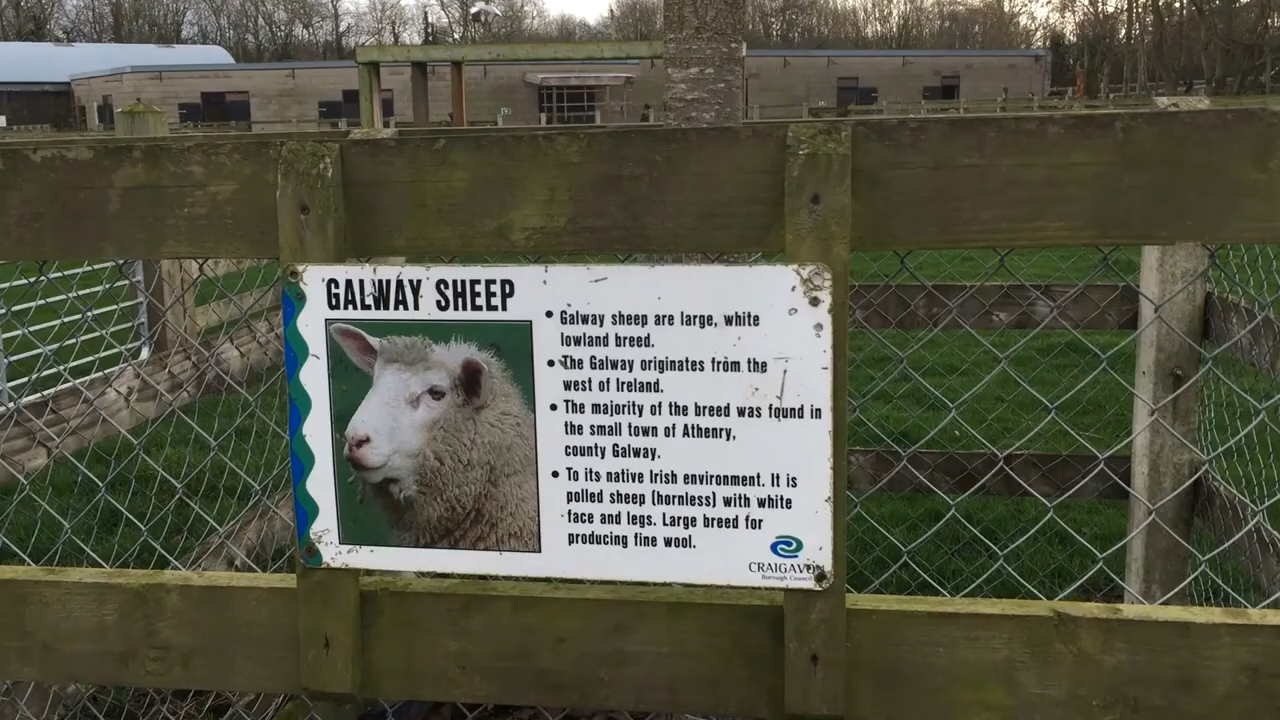 GALWAY SHEEP
• Galway sheep are large, white
lowland breed.
• The Galway originates from the
west of Ireland.
• The majority of the breed was found in
the small town of Athenry,
county Galway.
• To its native Irish environment. It is
polled sheep (hornless) with white
face and legs. Large breed for
producing fine wool.
CRAIGAVON
Borough Council